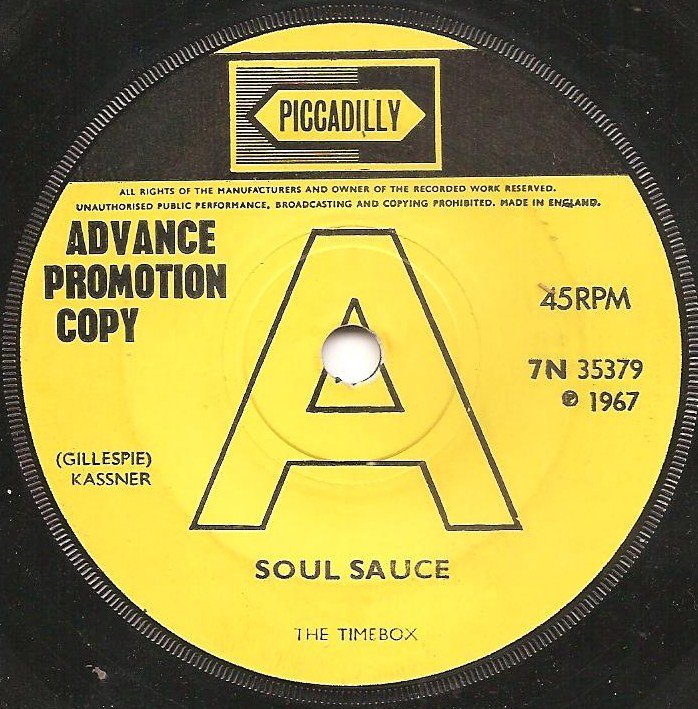 PICCADILLY
ALL RIGHTS OF THE MANUFACTURERS AND OWNER OF THE RECORDED WORK RESERVED.
UNAUTHORISED PUBLIC PERFORMANCE, BROADCASTING AND COPYING PROHIBITED. MADE IN ENGLAND.
ADVANCE
PROMOTION
COPY
A
45RPM
7N 35379
℗ 1967
(GILLESPIE)
KASSNER
SOUL SAUCE
THE TIMEBOX